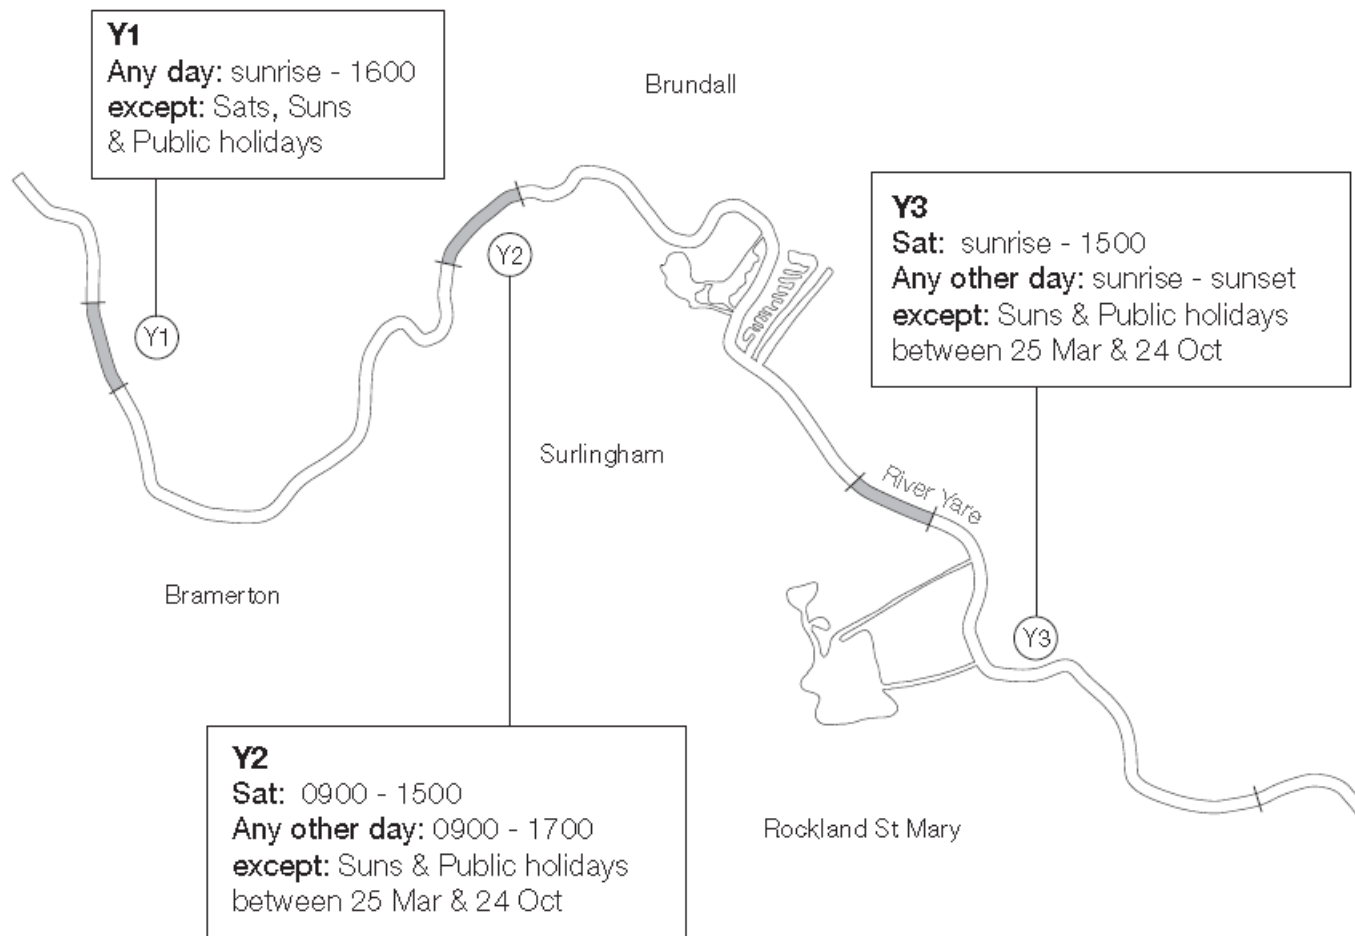 Y1
Any day: sunrise - 1600
except: Sats, Suns
& Public holidays
Brundall
Y3
Sat: sunrise - 1500
Any other day: sunrise - sunset
except: Suns & Public holidays
between 25 Mar & 24 Oct
Y2
Y1
Surlingham
River Yare
Bramerton
Y3
Y2
Sat: 0900 - 1500
Any other day: 0900 - 1700
except: Suns & Public holidays
between 25 Mar & 24 Oct
Rockland St Mary